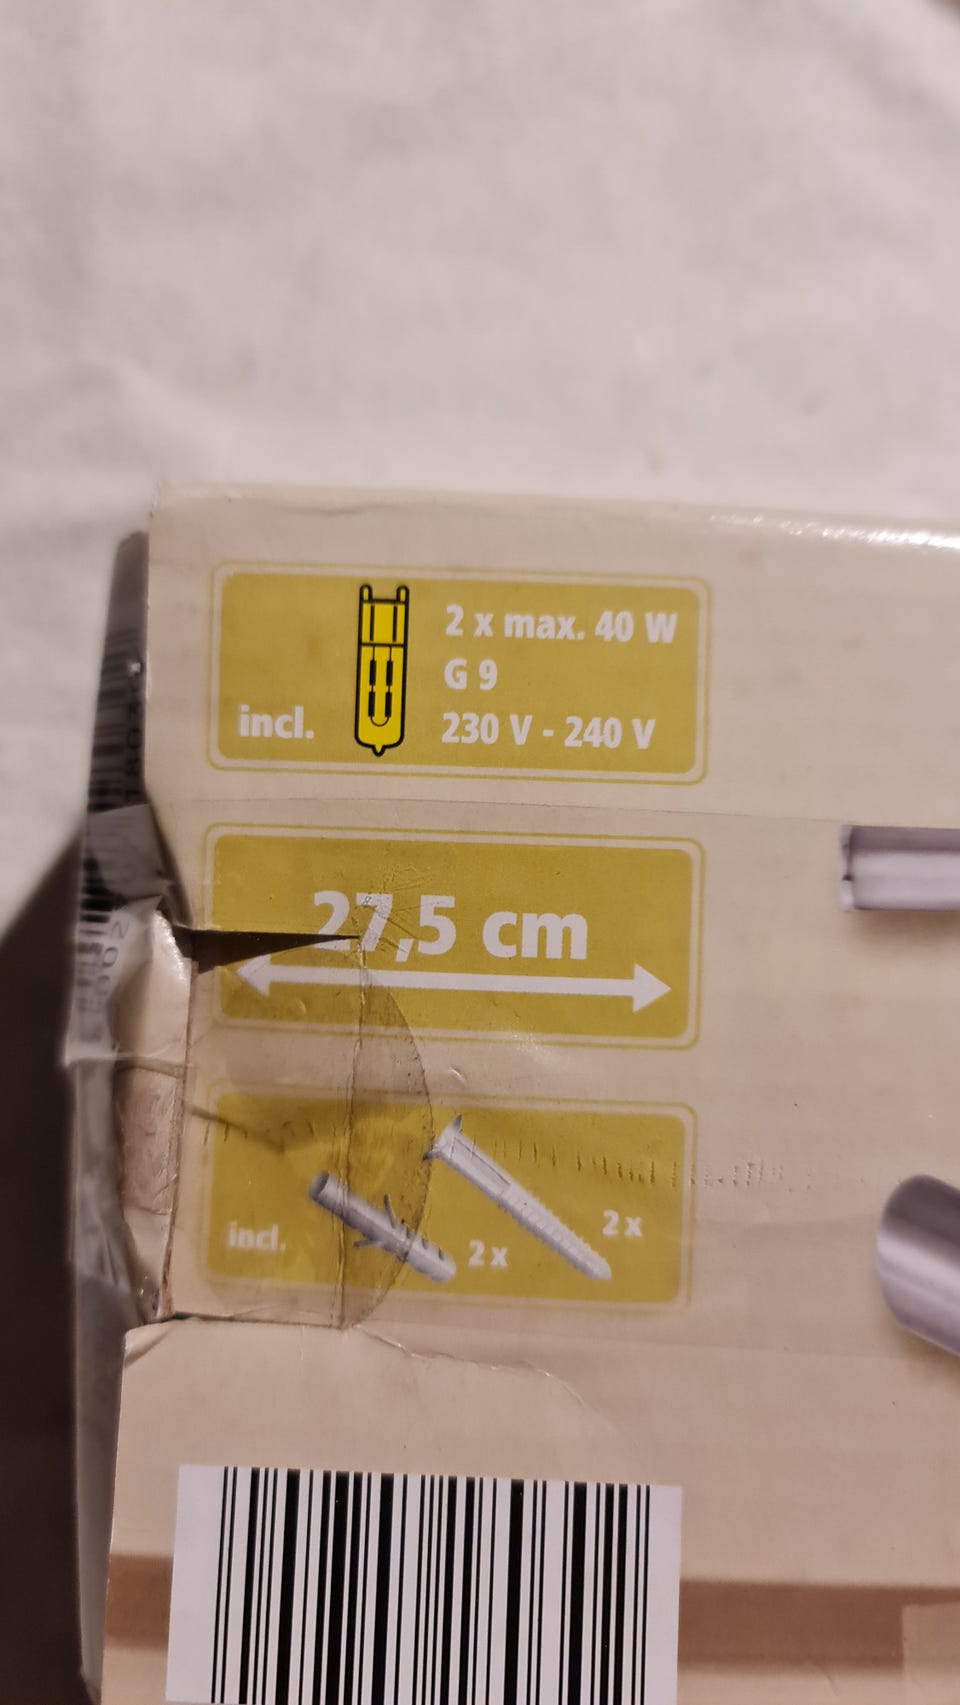 2 x max. 40 W
G 9
230 V - 240 V
incl.
27,5 cm
incl.
2 x
2 x